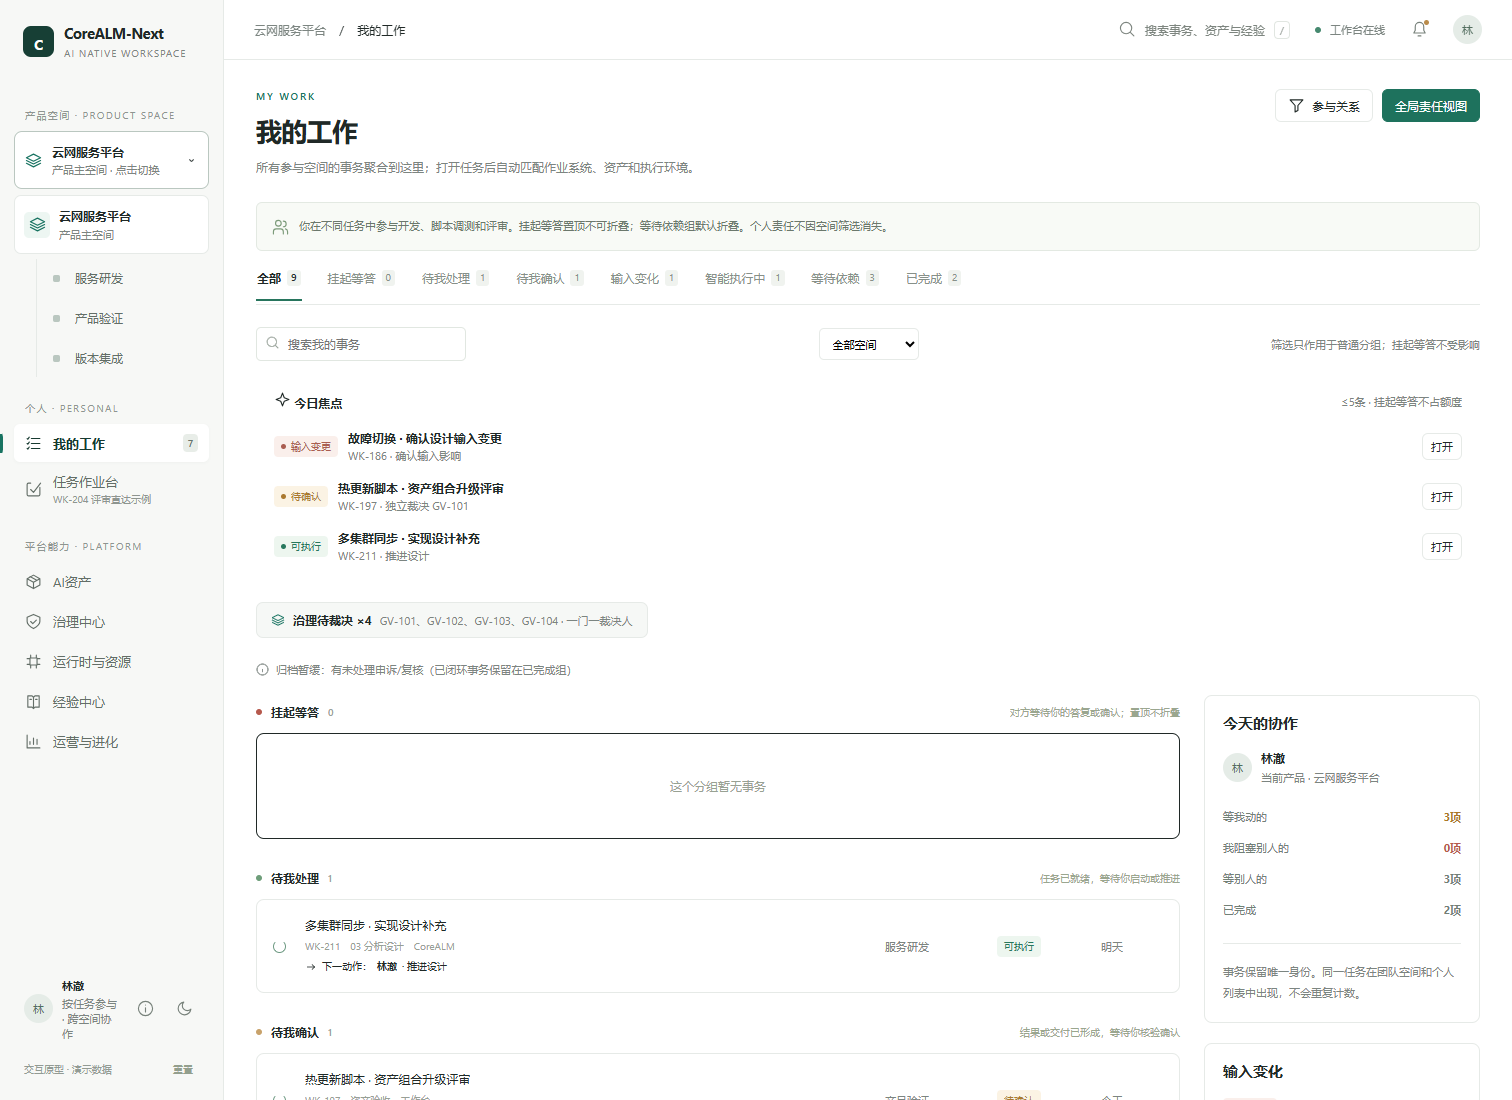 C
CoreALM-Next
AI NATIVE WORKSPACE
产品空间 · PRODUCT SPACE
云网服务平台
产品主空间 · 点击切换
云网服务平台
产品主空间
服务研发
产品验证
版本集成
个人 · PERSONAL
我的工作
7
任务作业台
WK-204 评审直达示例
平台能力 · PLATFORM
AI资产
治理中心
运行时与资源
经验中心
运营与进化
林
林澈
按任务参与
· 跨空间协
作
交互原型 · 演示数据
重置
云网服务平台 / 我的工作
搜索事务、资产与经验 /
工作台在线
林
MY WORK
我的工作
所有参与空间的事务聚合到这里；打开任务后自动匹配作业系统、资产和执行环境。
参与关系
全局责任视图
你在不同任务中参与开发、脚本调测和评审。挂起等答置顶不可折叠；等待依赖组默认折叠。个人责任不因空间筛选消失。
全部 9
挂起等答 0
待我处理 1
待我确认 1
输入变化 1
智能执行中 1
等待依赖 3
已完成 2
搜索我的事务
全部空间
筛选只作用于普通分组；挂起等答不受影响
今日焦点
≤5条 · 挂起等答不占额度
输入变更
故障切换 · 确认设计输入变更
WK-186 · 确认输入影响
打开
待确认
热更新脚本 · 资产组合升级评审
WK-197 · 独立裁决 GV-101
打开
可执行
多集群同步 · 实现设计补充
WK-211 · 推进设计
打开
治理待裁决 ×4 GV-101、GV-102、GV-103、GV-104 · 一门一裁决人
归档暂缓：有未处理申诉/复核（已闭环事务保留在已完成组）
挂起等答 0
对方等待你的答复或确认；置顶不折叠
这个分组暂无事务
待我处理 1
任务已就绪，等待你启动或推进
多集群同步 · 实现设计补充
WK-211 03 分析设计 CoreALM
→ 下一动作： 林澈 · 推进设计
服务研发
可执行
明天
待我确认 1
结果或交付已形成，等待你核验确认
热更新脚本 · 资产组合升级评审
WK-197 · 资产验收 · 工作台
产品验证
待确认
今天
今天的协作
林
林澈
当前产品 · 云网服务平台
等我动的 3项
我阻塞别人的 0项
等别人的 3项
已完成 2项
事务保留唯一身份。同一任务在团队空间和个人
列表中出现，不会重复计数。
输入变化